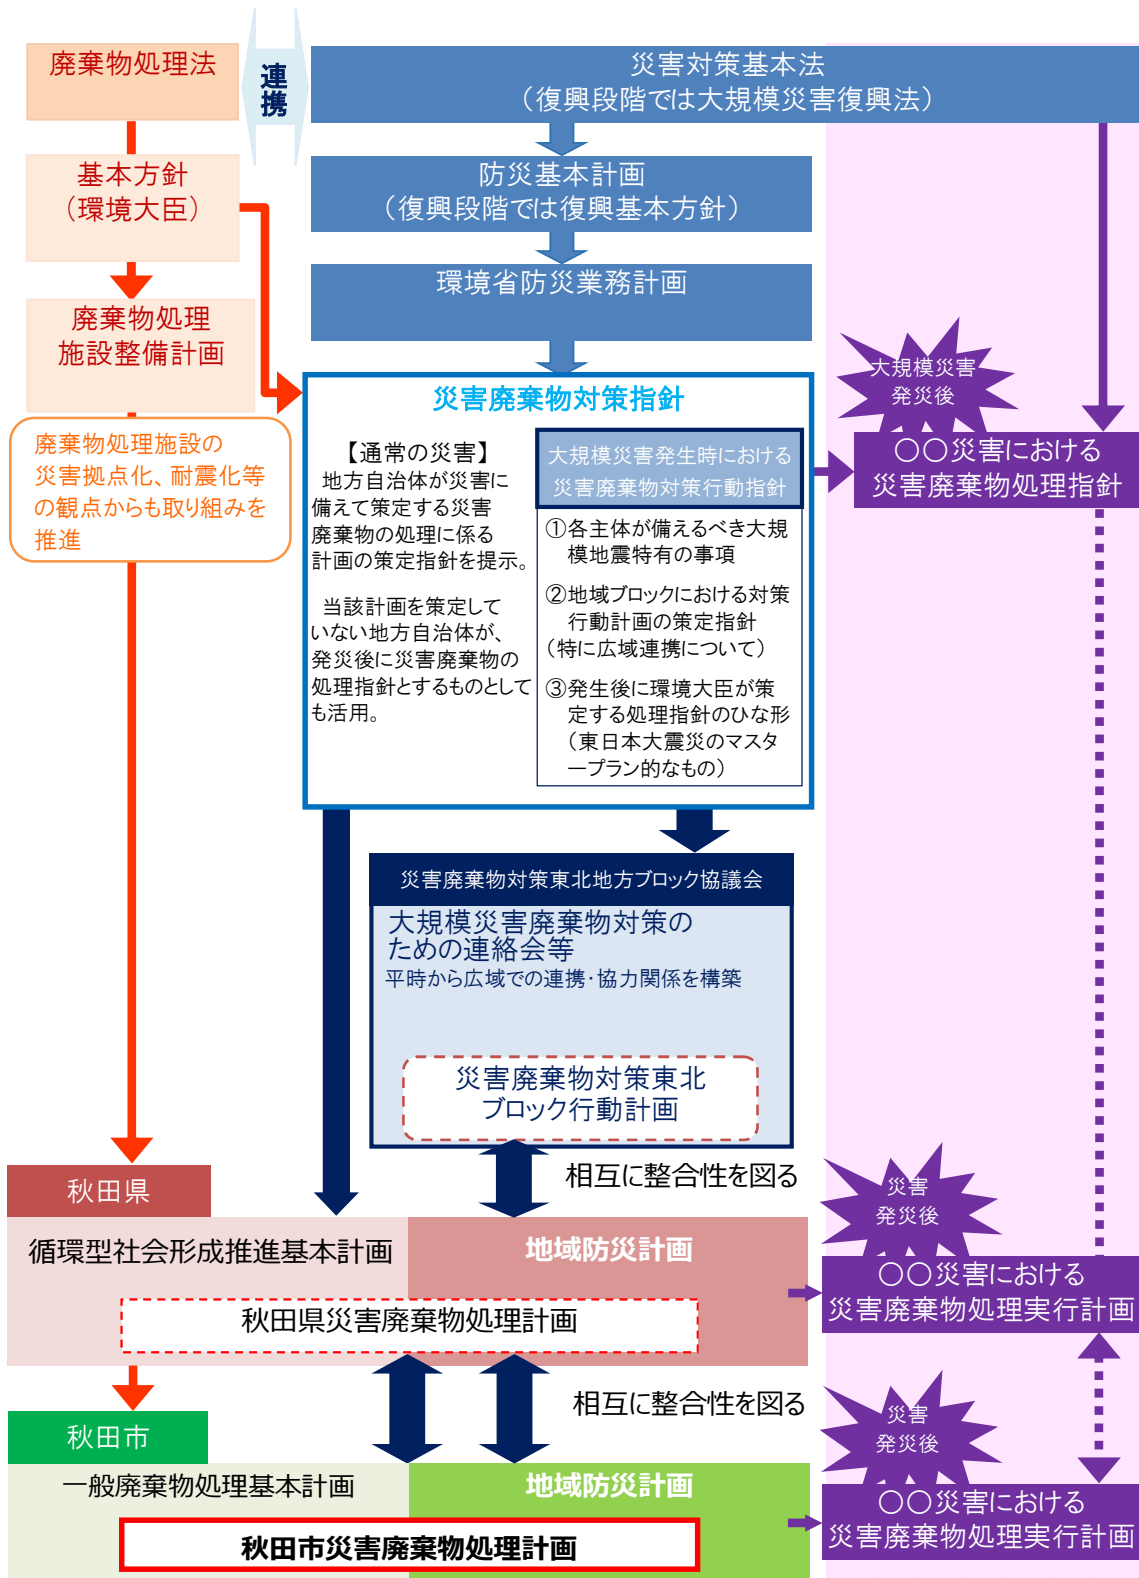 廃棄物処理法
連携
災害対策基本法
（復興段階では大規模災害復興法）
基本方針
（環境大臣）
防災基本計画
（復興段階では復興基本方針）
環境省防災業務計画
廃棄物処理
施設整備計画
廃棄物処理施設の
災害拠点化、耐震化等
の観点からも取り組みを
推進
災害廃棄物対策指針
【通常の災害】
地方自治体が災害に
備えて策定する災害
廃棄物の処理に係る
計画の策定指針を提示。
当該計画を策定して
いない地方自治体が、
発災後に災害廃棄物の
処理指針とするものとして
も活用。
大規模災害発生時における
災害廃棄物対策行動指針
①各主体が備えるべき大規
模地震特有の事項
②地域ブロックにおける対策
行動計画の策定指針
（特に広域連携について）
③発生後に環境大臣が策
定する処理指針のひな形
（東日本大震災のマスタ
ープラン的なもの）
大規模災害
発災後
〇〇災害における
災害廃棄物処理指針
災害廃棄物対策東北地方ブロック協議会
大規模災害廃棄物対策の
ための連絡会等
平時から広域での連携・協力関係を構築
災害廃棄物対策東北
ブロック行動計画
相互に整合性を図る
秋田県
循環型社会形成推進基本計画
地域防災計画
秋田県災害廃棄物処理計画
災害
発災後
〇〇災害における
災害廃棄物処理実行計画
相互に整合性を図る
秋田市
一般廃棄物処理基本計画
地域防災計画
秋田市災害廃棄物処理計画
災害
発災後
〇〇災害における
災害廃棄物処理実行計画